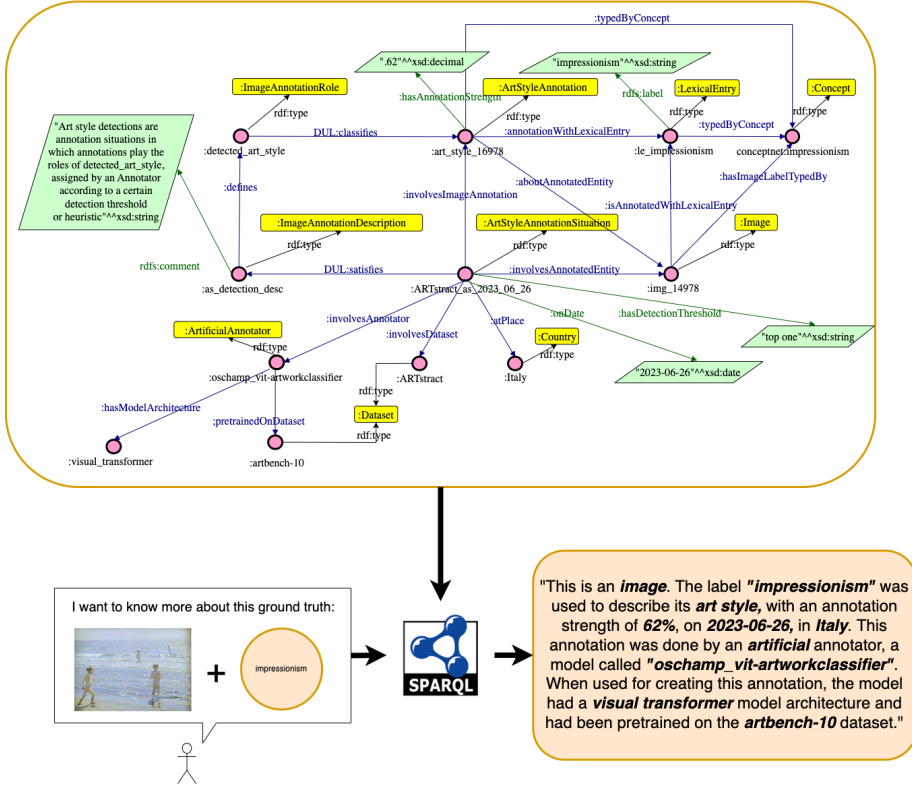 :typedByConcept
".62"^^xsd:decimal
"impressionism"^^xsd:string
:ImageAnnotationRole
:hasAnnotationStrength
:ArtStyleAnnotation
rdfs:label
:LexicalEntry
:Concept
rdf:type
rdf:type
rdf:type
rdf:type
"Art style detections are
annotation situations in
which annotations play the
roles of detected_art_style,
assigned by an Annotator
according to a certain
detection threshold
or heuristic"^^xsd:string
DUL:classifies
:annotationWithLexicalEntry
:typedByConcept
:detected_art_style
:art_style_16978
:le_impressionism
conceptnet:impressionism
:defines
:involvesImageAnnotation
:aboutAnnotatedEntity
:hasImageLabelTypedBy
:isAnnotatedWithLexicalEntry
:ImageAnnotationDescription
:ArtStyleAnnotationSituation
:Image
rdf:type
rdf:type
rdf:type
rdfs:comment
DUL:satisfies
:involvesAnnotatedEntity
:as_detection_desc
:ARTstract_as_2023_06_26
:img_14978
:involvesAnnotator
:onDate
:hasDetectionThreshold
:ArtificialAnnotator
:involvesDataset
:atPlace
:Country
"top one"^^xsd:string
rdf:type
rdf:type
:oschamp_vit-artworkclassifier
:ARTstract
:Italy
"2023-06-26"^^xsd:date
rdf:type
:hasModelArchitecture
:Dataset
;pretrainedOnDataset
rdf:type
:visual_transformer
:artbench-10
I want to know more about this ground truth:
+
impressionism
SPARQL
"This is an image. The label "impressionism" was
used to describe its art style, with an annotation
strength of 62%, on 2023-06-26, in Italy. This
annotation was done by an artificial annotator, a
model called "oschamp_vit-artworkclassifier".
When used for creating this annotation, the model
had a visual transformer model architecture and
had been pretrained on the artbench-10 dataset."